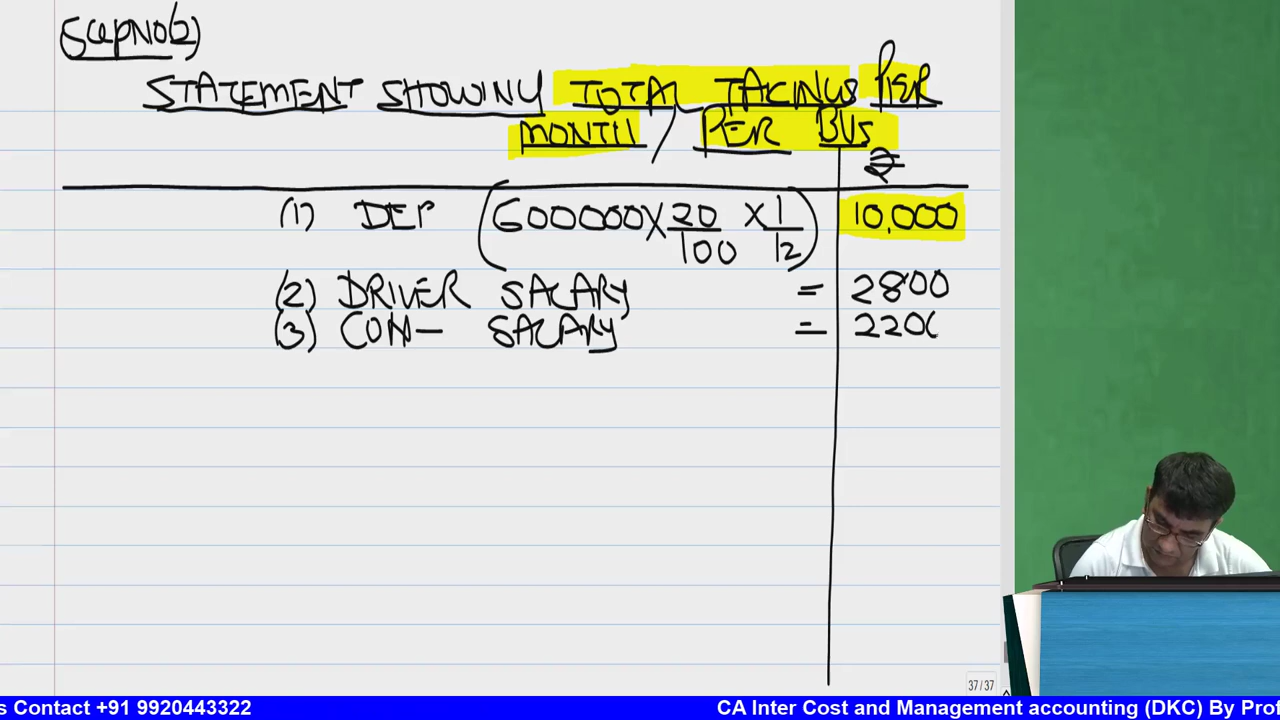 STEP NO(2)
STATEMENT SHOWING TOTAL TAKINGS PER
MONTH / PER BUS
₹
(1) DEP (600000 X 20/100 X 1/12) 10,000
(2) DRIVER SALARY = 2800
(3) CON- SALARY = 220(
37/37
s Contact +91 9920443322 CA Inter Cost and Management accounting (DKC) By Prof